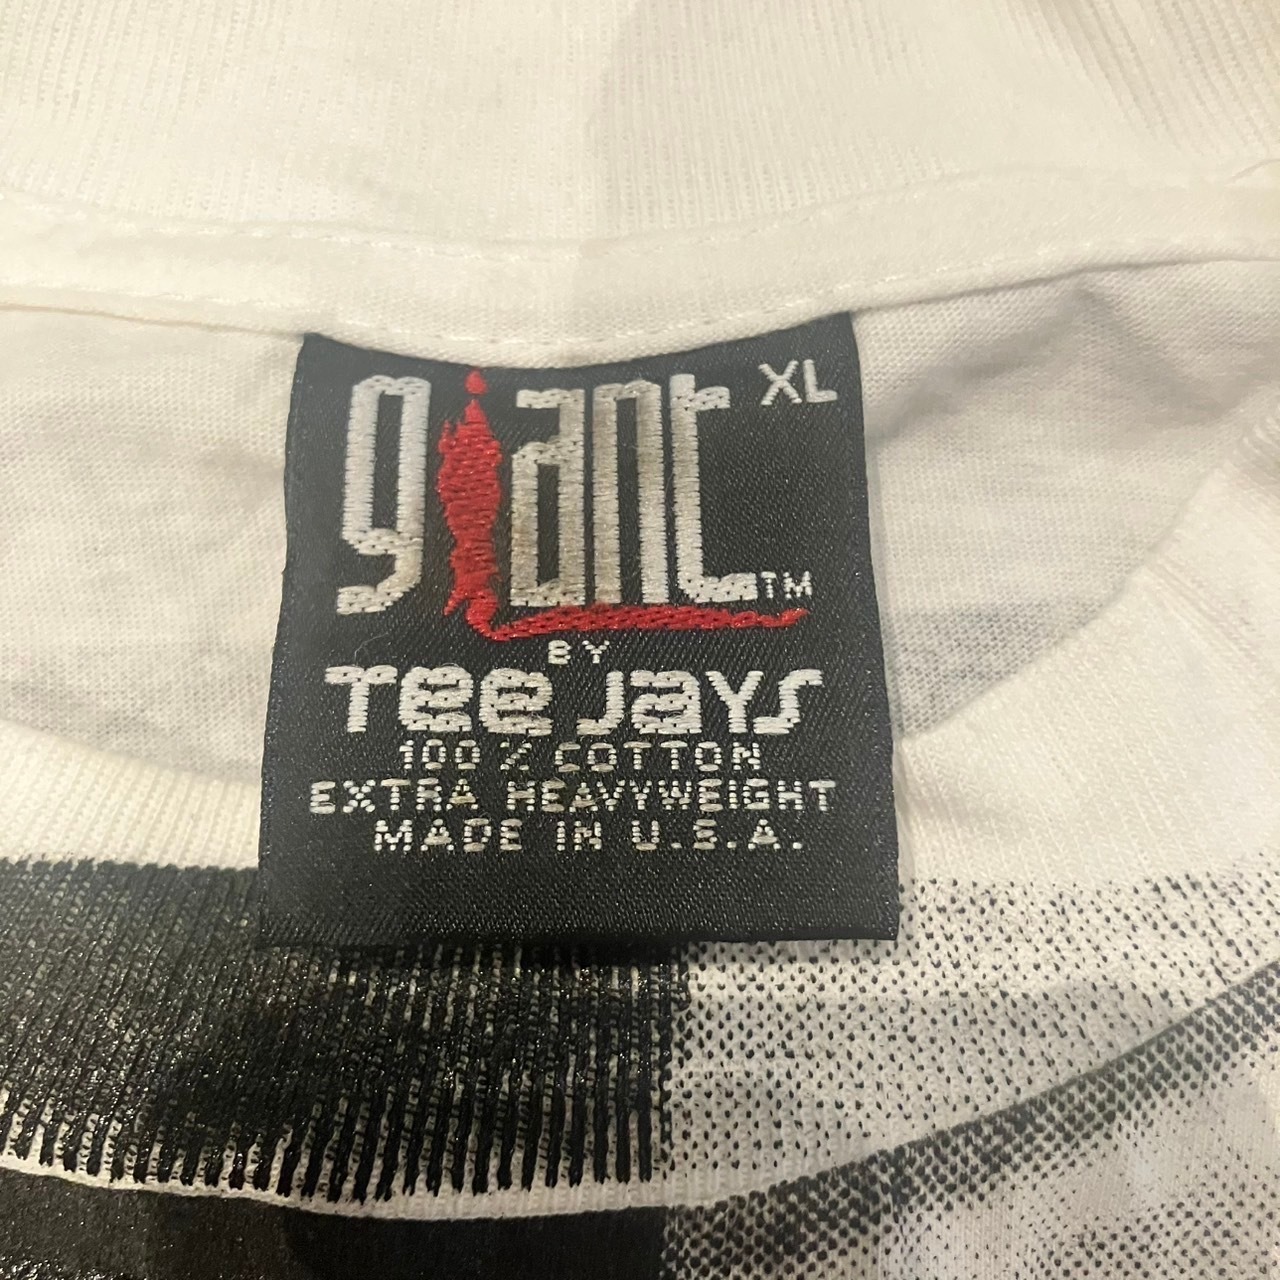 giant XL
TM
BY
Tee Jays
100% COTTON
EXTRA HEAVYWEIGHT
MADE IN U.S.A.